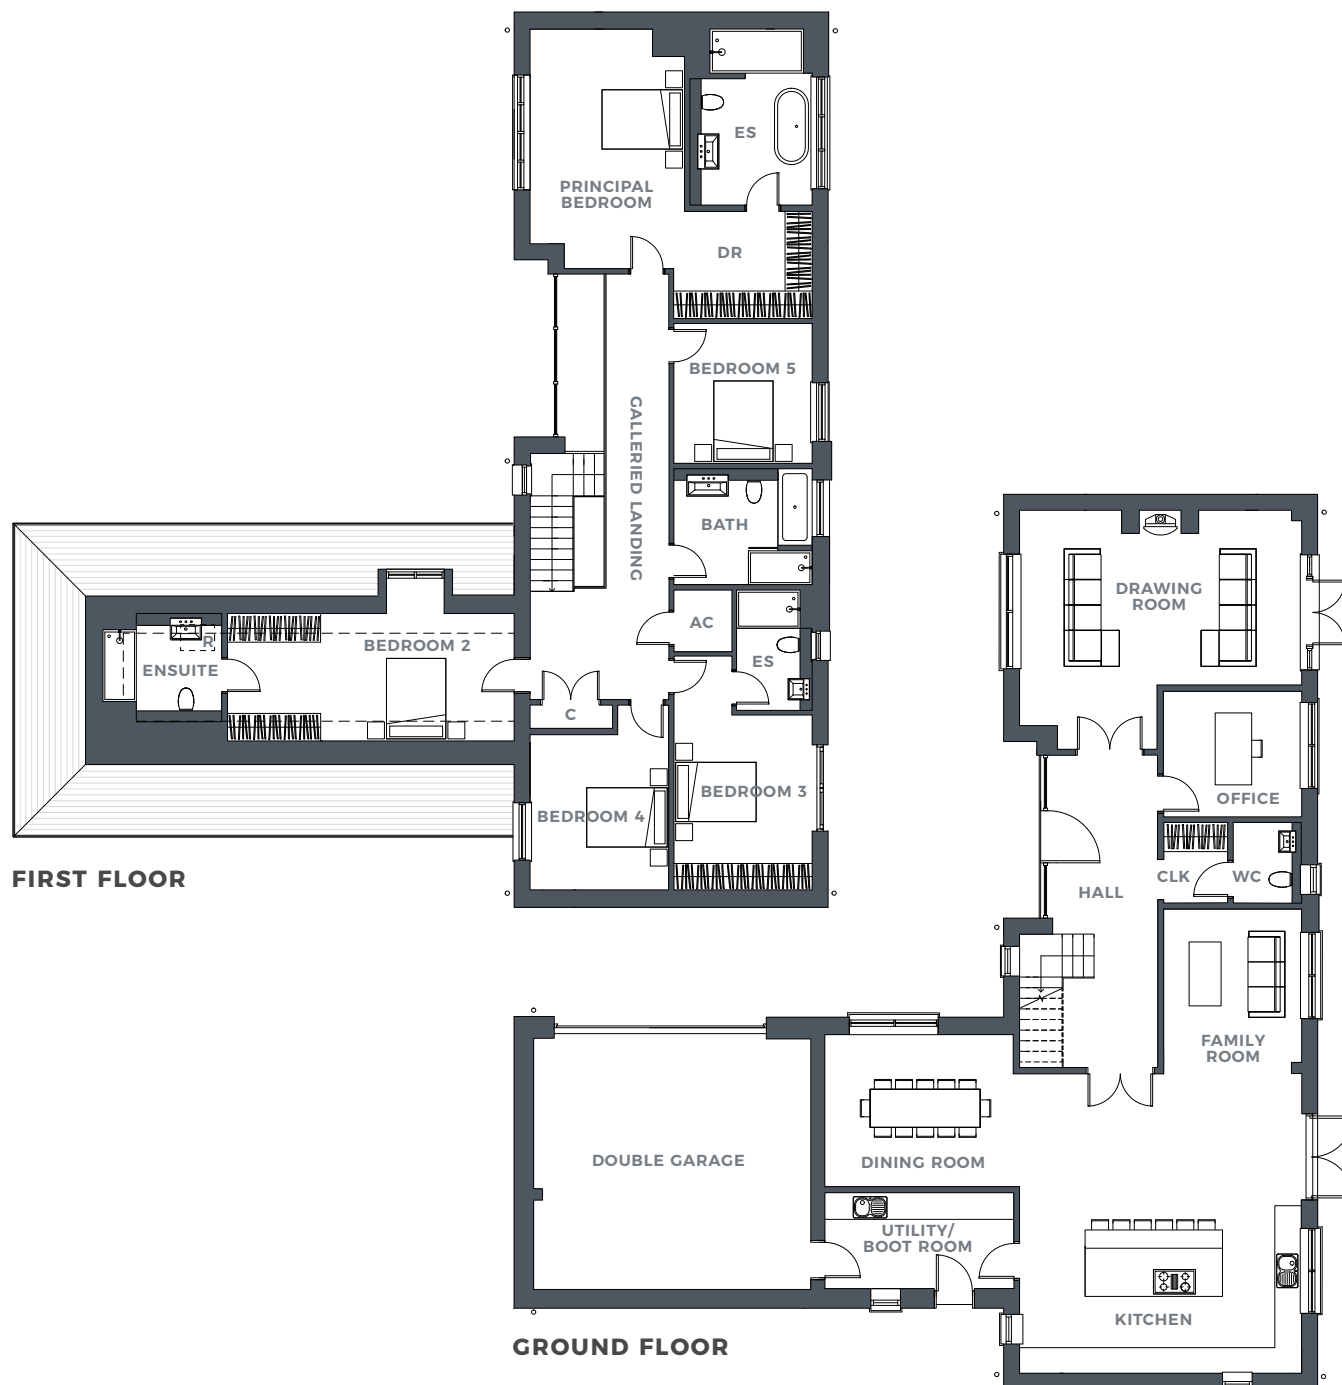 ES
PRINCIPAL
BEDROOM
DR
BEDROOM 5
GALLERIED LANDING
BATH
AC
ES
R
ENSUITE
BEDROOM 2
C
BEDROOM 4
BEDROOM 3
FIRST FLOOR
DRAWING
ROOM
OFFICE
CLK
WC
HALL
FAMILY
ROOM
DOUBLE GARAGE
DINING ROOM
UTILITY/
BOOT ROOM
KITCHEN
GROUND FLOOR